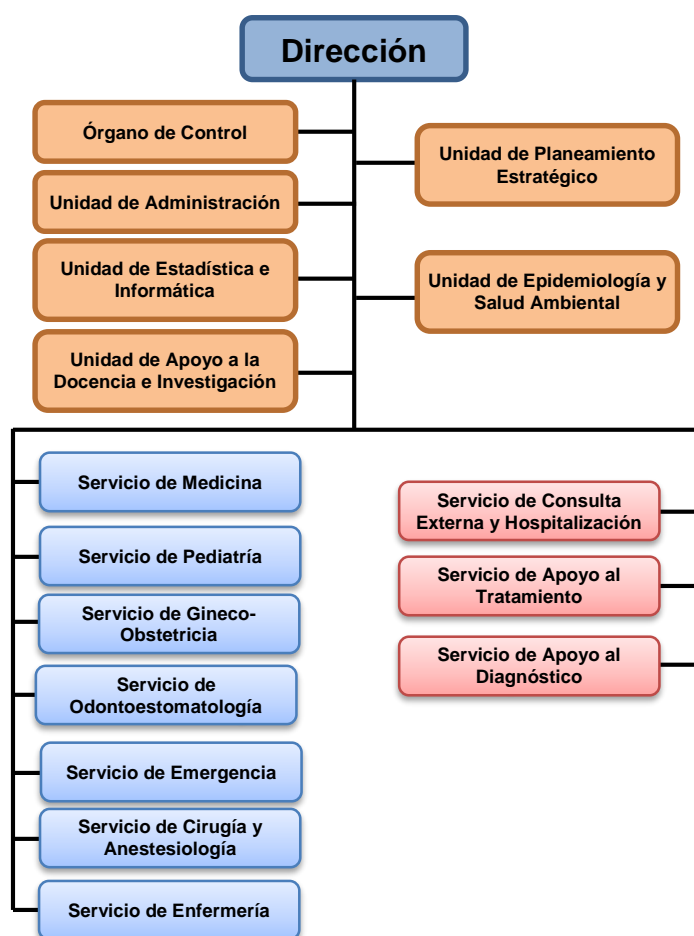 Dirección
Órgano de Control
Unidad de Administración
Unidad de Estadística e
Informática
Unidad de Apoyo a la
Docencia e Investigación
Unidad de Planeamiento
Estratégico
Unidad de Epidemiología y
Salud Ambiental
Servicio de Medicina
Servicio de Pediatría
Servicio de Gineco-
Obstetricia
Servicio de
Odontoestomatología
Servicio de Emergencia
Servicio de Cirugía y
Anestesiología
Servicio de Enfermería
Servicio de Consulta
Externa y Hospitalización
Servicio de Apoyo al
Tratamiento
Servicio de Apoyo al
Diagnóstico